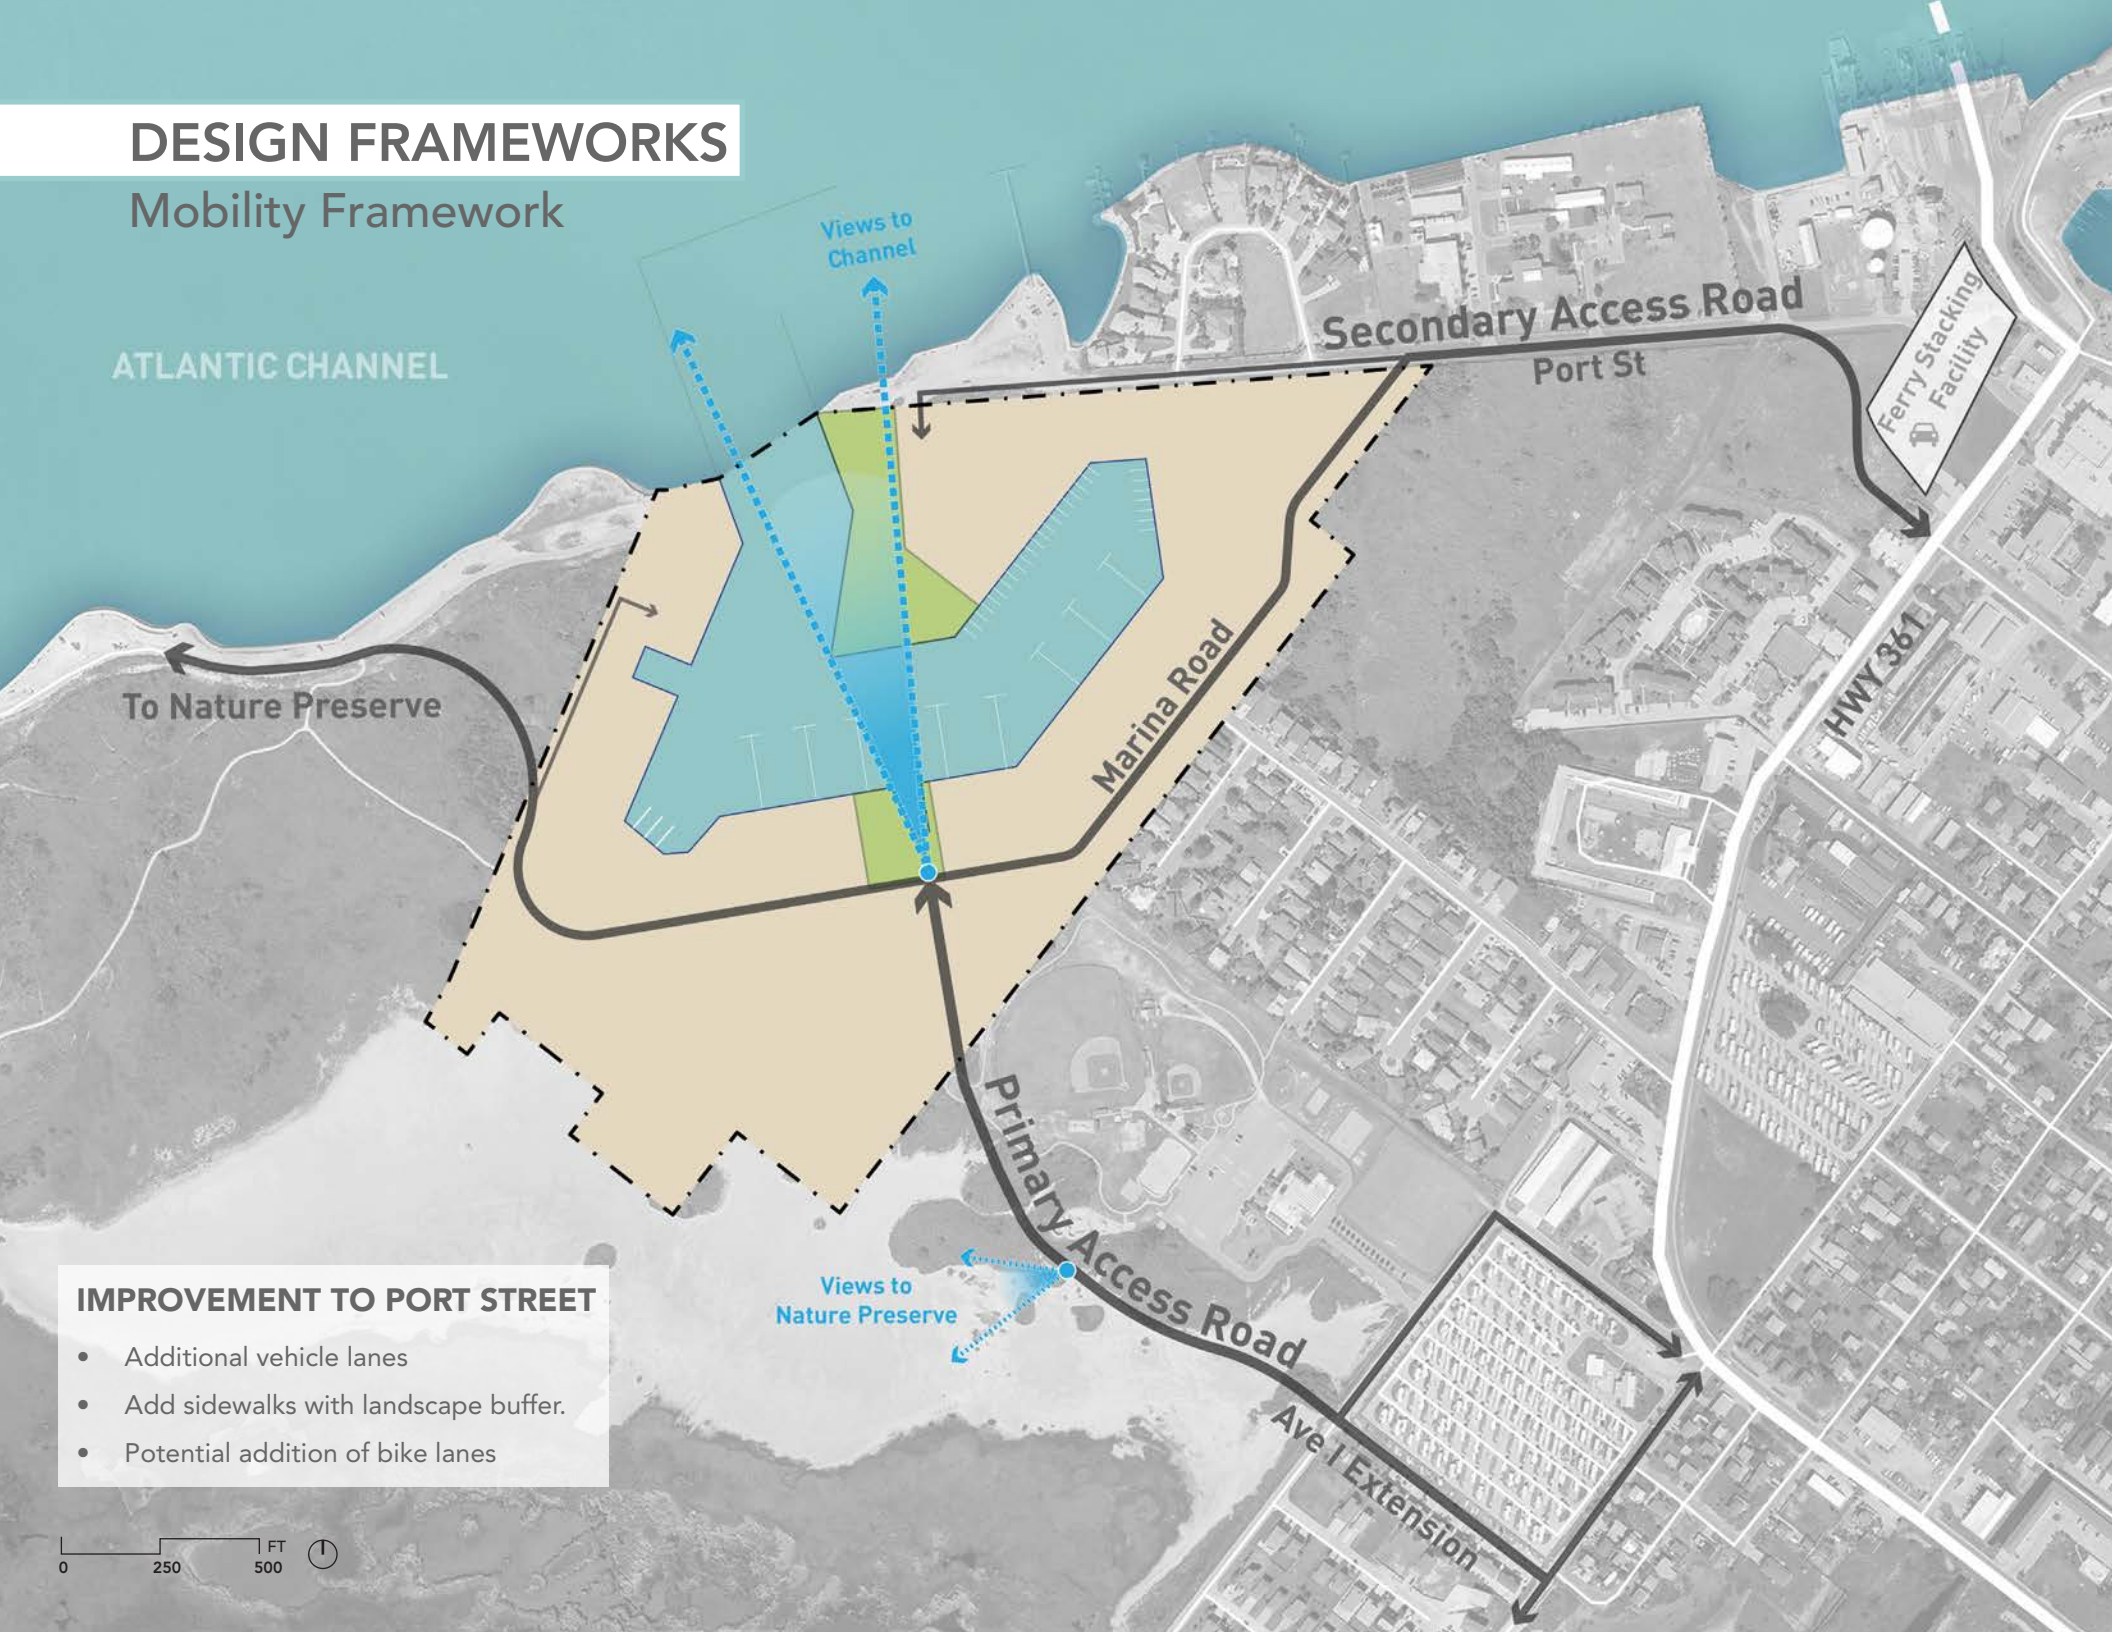 DESIGN FRAMEWORKS
Mobility Framework
Views to
Channel
ATLANTIC CHANNEL
Secondary Access Road
Port St
Ferry Stacking
Facility
To Nature Preserve
Marina Road
HWY 361
Primary Access Road
Views to
Nature Preserve
Ave I Extension
IMPROVEMENT TO PORT STREET
• Additional vehicle lanes
• Add sidewalks with landscape buffer.
• Potential addition of bike lanes
FT
0 250 500